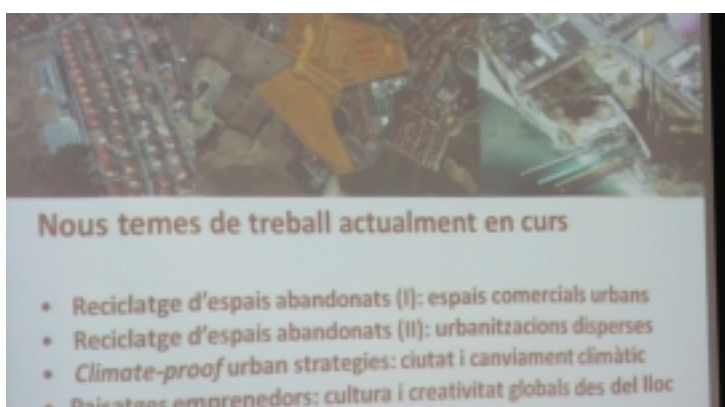 Nous temes de treball actualment en curs
• Reciclatge d'espais abandonats (I): espais comercials urbans
• Reciclatge d'espais abandonats (II): urbanitzacions disperses
• Climate-proof urban strategies: ciutat i canviament climàtic
• Paisatges emprenedors: cultura i creativitat globals des del lloc